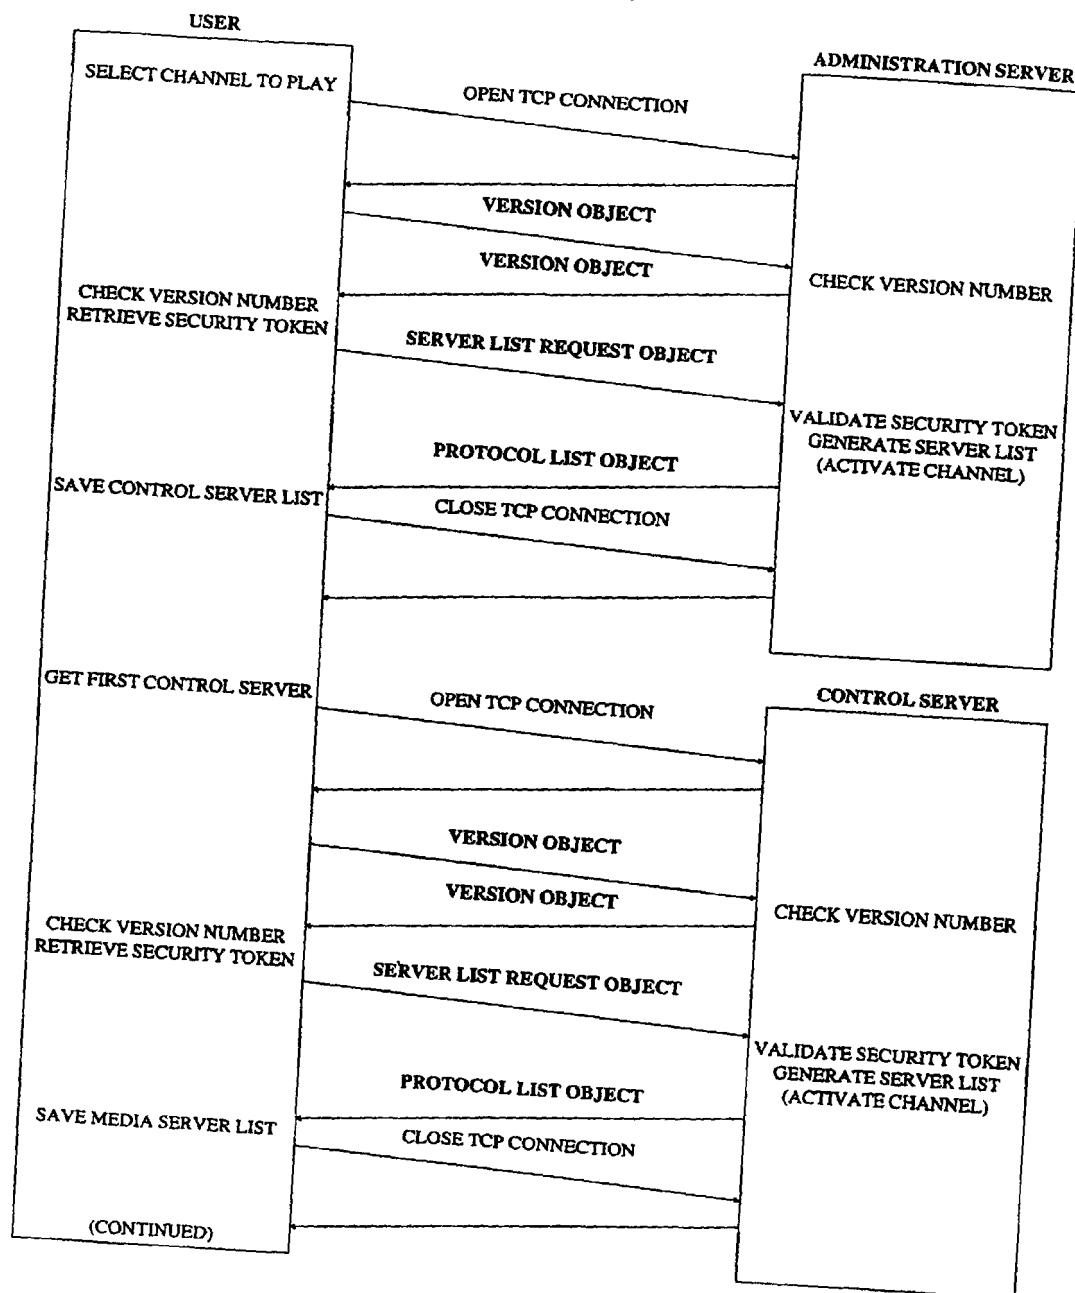 USER
SELECT CHANNEL TO PLAY
OPEN TCP CONNECTION
ADMINISTRATION SERVER
VERSION OBJECT
VERSION OBJECT
CHECK VERSION NUMBER
CHECK VERSION NUMBER
RETRIEVE SECURITY TOKEN
SERVER LIST REQUEST OBJECT
VALIDATE SECURITY TOKEN
GENERATE SERVER LIST
(ACTIVATE CHANNEL)
PROTOCOL LIST OBJECT
SAVE CONTROL SERVER LIST
CLOSE TCP CONNECTION
GET FIRST CONTROL SERVER
OPEN TCP CONNECTION
CONTROL SERVER
VERSION OBJECT
VERSION OBJECT
CHECK VERSION NUMBER
CHECK VERSION NUMBER
RETRIEVE SECURITY TOKEN
SERVER LIST REQUEST OBJECT
VALIDATE SECURITY TOKEN
GENERATE SERVER LIST
(ACTIVATE CHANNEL)
PROTOCOL LIST OBJECT
SAVE MEDIA SERVER LIST
CLOSE TCP CONNECTION
(CONTINUED)